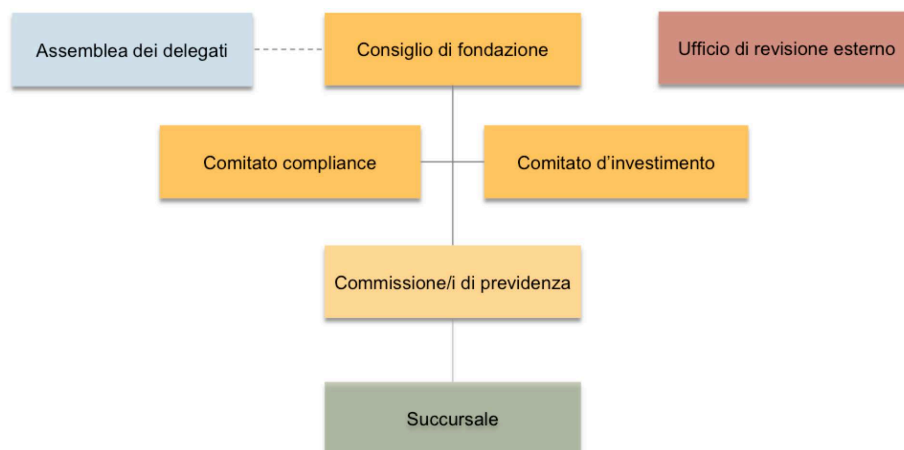 Assemblea dei delegati
Consiglio di fondazione
Ufficio di revisione esterno
Comitato compliance
Comitato d’investimento
Commissione/i di previdenza
Succursale